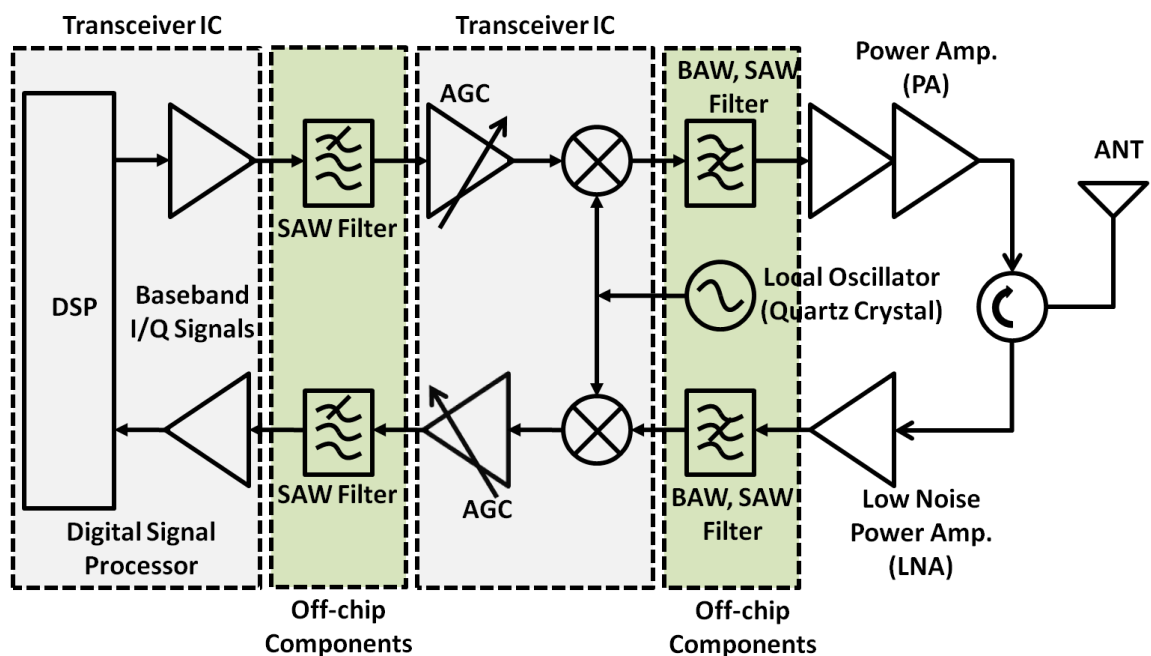 Transceiver IC
Transceiver IC
Power Amp.
(PA)
BAW, SAW
Filter
AGC
ANT
SAW Filter
DSP
Baseband
I/Q Signals
Local Oscillator
(Quartz Crystal)
SAW Filter
AGC
BAW, SAW
Filter
Low Noise
Power Amp.
(LNA)
Digital Signal
Processor
Off-chip
Components
Off-chip
Components